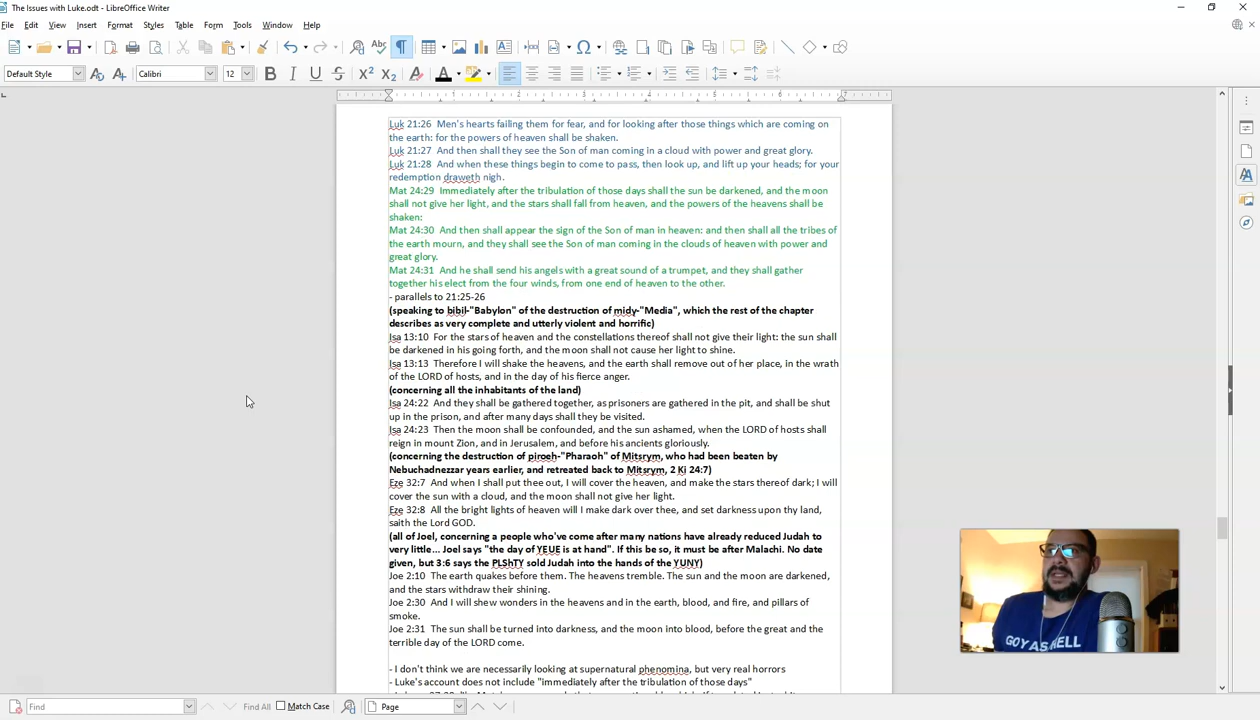 The Issues with Luke.odt - LibreOffice Writer
File Edit View Insert Format Styles Table Form Tools Window Help
Default Style Calibri 12
1 2 3 4 5 6 7
Luk 21:26 Men's hearts failing them for fear, and for looking after those things which are coming on
the earth: for the powers of heaven shall be shaken.
Luk 21:27 And then shall they see the Son of man coming in a cloud with power and great glory.
Luk 21:28 And when these things begin to come to pass, then look up, and lift up your heads; for your
redemption draweth nigh.
Mat 24:29 Immediately after the tribulation of those days shall the sun be darkened, and the moon
shall not give her light, and the stars shall fall from heaven, and the powers of the heavens shall be
shaken:
Mat 24:30 And then shall appear the sign of the Son of man in heaven: and then shall all the tribes of
the earth mourn, and they shall see the Son of man coming in the clouds of heaven with power and
great glory.
Mat 24:31 And he shall send his angels with a great sound of a trumpet, and they shall gather
together his elect from the four winds, from one end of heaven to the other.
- parallels to 21:25-26
(speaking to bibil-"Babylon" of the destruction of midy-"Media", which the rest of the chapter
describes as very complete and utterly violent and horrific)
Isa 13:10 For the stars of heaven and the constellations thereof shall not give their light: the sun shall
be darkened in his going forth, and the moon shall not cause her light to shine.
Isa 13:13 Therefore I will shake the heavens, and the earth shall remove out of her place, in the wrath
of the LORD of hosts, and in the day of his fierce anger.
(concerning all the inhabitants of the land)
Isa 24:22 And they shall be gathered together, as prisoners are gathered in the pit, and shall be shut
up in the prison, and after many days shall they be visited.
Isa 24:23 Then the moon shall be confounded, and the sun ashamed, when the LORD of hosts shall
reign in mount Zion, and in Jerusalem, and before his ancients gloriously.
(concerning the destruction of piroeh-"Pharaoh" of Mitsrym, who had been beaten by
Nebuchadnezzar years earlier, and retreated back to Mitsrym, 2 Ki 24:7)
Eze 32:7 And when I shall put thee out, I will cover the heaven, and make the stars thereof dark; I will
cover the sun with a cloud, and the moon shall not give her light.
Eze 32:8 All the bright lights of heaven will I make dark over thee, and set darkness upon thy land,
saith the Lord GOD.
(all of Joel, concerning a people who've come after many nations have already reduced Judah to
very little... Joel says "the day of YEUE is at hand". If this be so, it must be after Malachi. No date
given, but 3:6 says the PLShTY sold Judah into the hands of the YUNY)
Joe 2:10 The earth quakes before them. The heavens tremble. The sun and the moon are darkened,
and the stars withdraw their shining.
Joe 2:30 And I will shew wonders in the heavens and in the earth, blood, and fire, and pillars of
smoke.
Joe 2:31 The sun shall be turned into darkness, and the moon into blood, before the great and the
terrible day of the LORD come.
- I don't think we are necessarily looking at supernatural phenomina, but very real horrors
- Luke's account does not include "immediately after the tribulation of those days"
GOY AS HELL
Find Find All Match Case Page